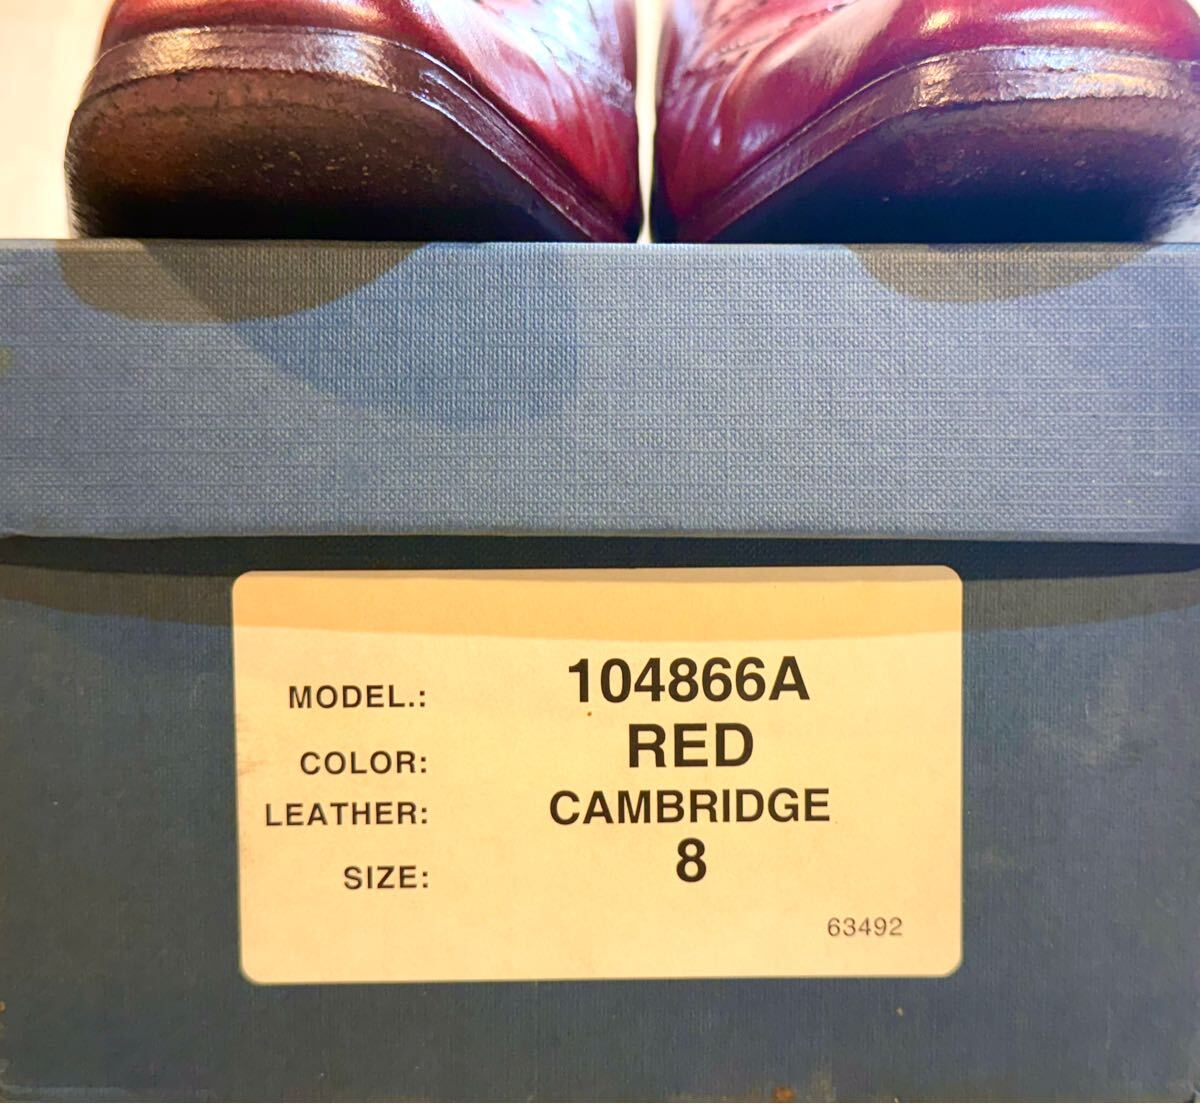 MODEL.: 104866A
COLOR: RED
LEATHER: CAMBRIDGE
SIZE: 8
63492